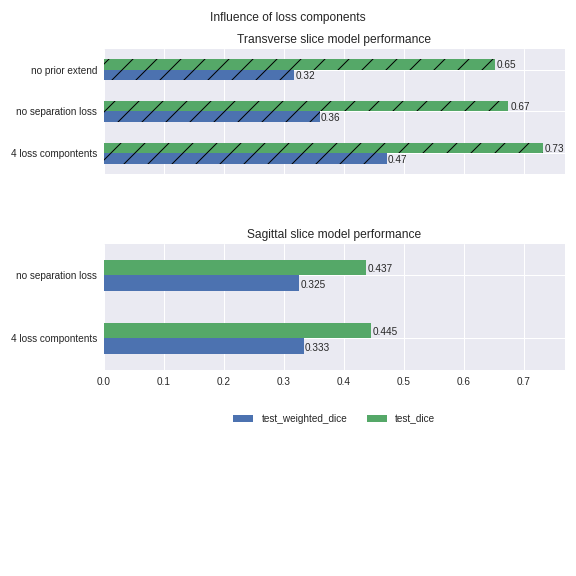 Influence of loss components
Transverse slice model performance
no prior extend
0.65
0.32
no separation loss
0.67
0.36
4 loss compontents
0.73
0.47
Sagittal slice model performance
no separation loss
0.437
0.325
4 loss compontents
0.445
0.333
0.0 0.1 0.2 0.3 0.4 0.5 0.6 0.7
test_weighted_dice test_dice